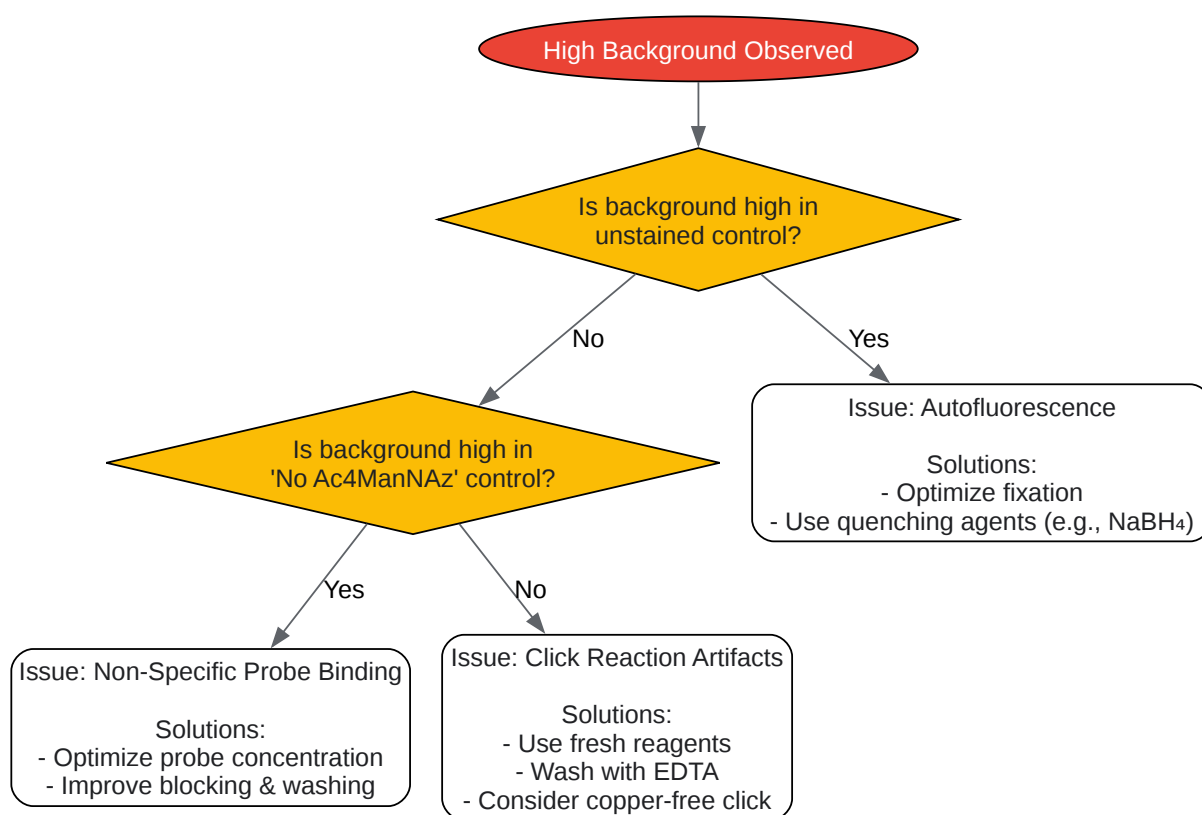 High Background Observed
Is background high in
unstained control?
No
Yes
Issue: Autofluorescence
Solutions:
- Optimize fixation
- Use quenching agents (e.g., NaBH₄)
Is background high in
'No Ac4ManNAz' control?
Yes
No
Issue: Non-Specific Probe Binding
Solutions:
- Optimize probe concentration
- Improve blocking & washing
Issue: Click Reaction Artifacts
Solutions:
- Use fresh reagents
- Wash with EDTA
- Consider copper-free click